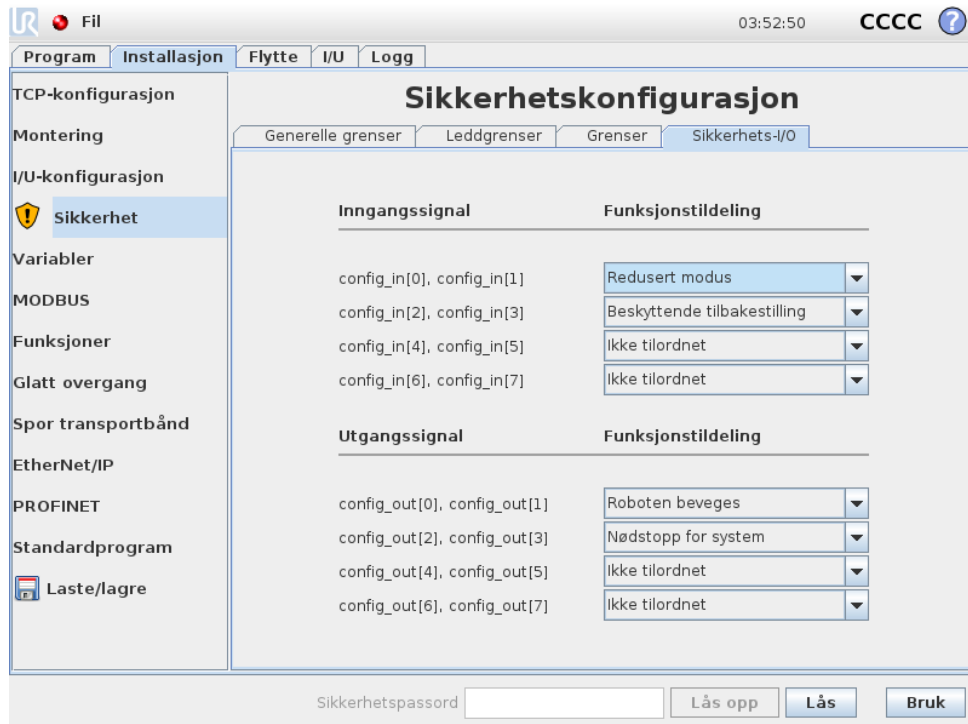 UR Fil 03:52:50 CCCC ?
Program Installasjon Flytte I/U Logg
TCP-konfigurasjon
Montering
I/U-konfigurasjon
Sikkerhet
Variabler
MODBUS
Funksjoner
Glatt overgang
Spor transportbånd
EtherNet/IP
PROFINET
Standardprogram
Laste/lagre
Sikkerhetskonfigurasjon
Generelle grenser Leddgrenser Grenser Sikkerhets-I/O
Inngangssignal Funksjonstildeling
config_in[0], config_in[1] Redusert modus
config_in[2], config_in[3] Beskyttende tilbakestilling
config_in[4], config_in[5] Ikke tilordnet
config_in[6], config_in[7] Ikke tilordnet
Utgangssignal Funksjonstildeling
config_out[0], config_out[1] Roboten beveges
config_out[2], config_out[3] Nødstopp for system
config_out[4], config_out[5] Ikke tilordnet
config_out[6], config_out[7] Ikke tilordnet
Sikkerhetspassord Lås opp Lås Bruk